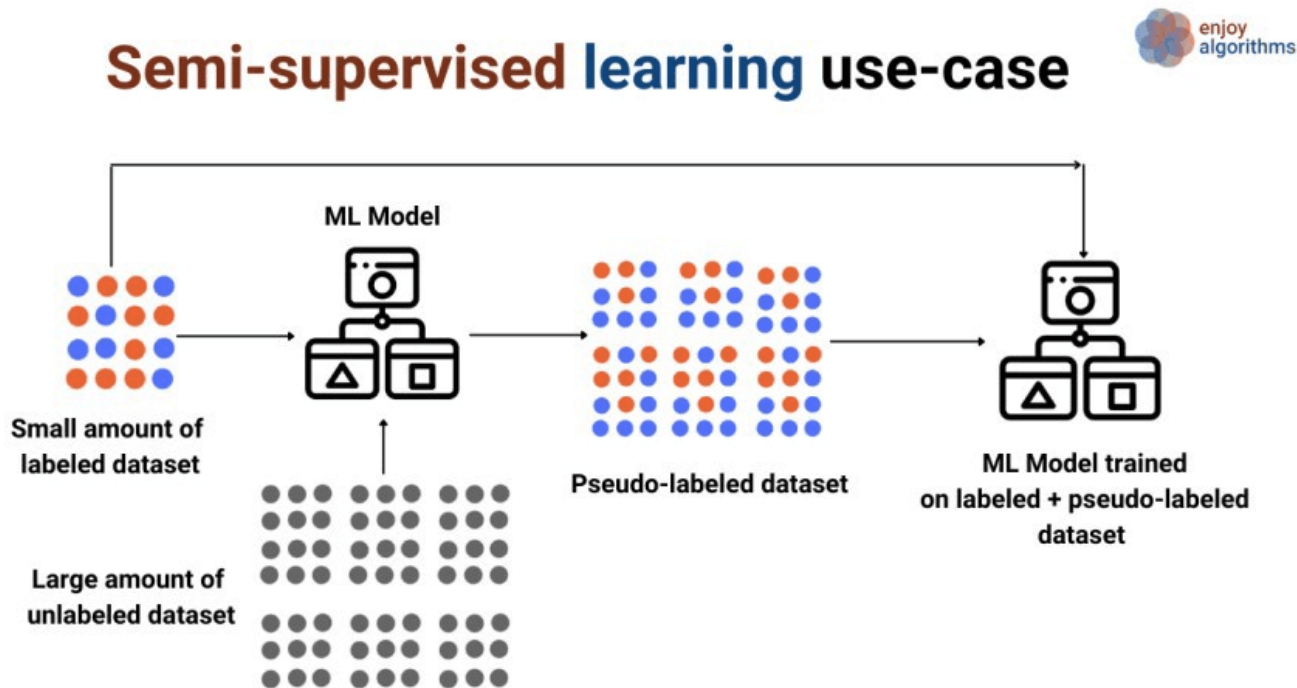 enjoy
algorithms
Semi-supervised learning use-case
ML Model
Small amount of
labeled dataset
Pseudo-labeled dataset
ML Model trained
on labeled + pseudo-labeled
dataset
Large amount of
unlabeled dataset